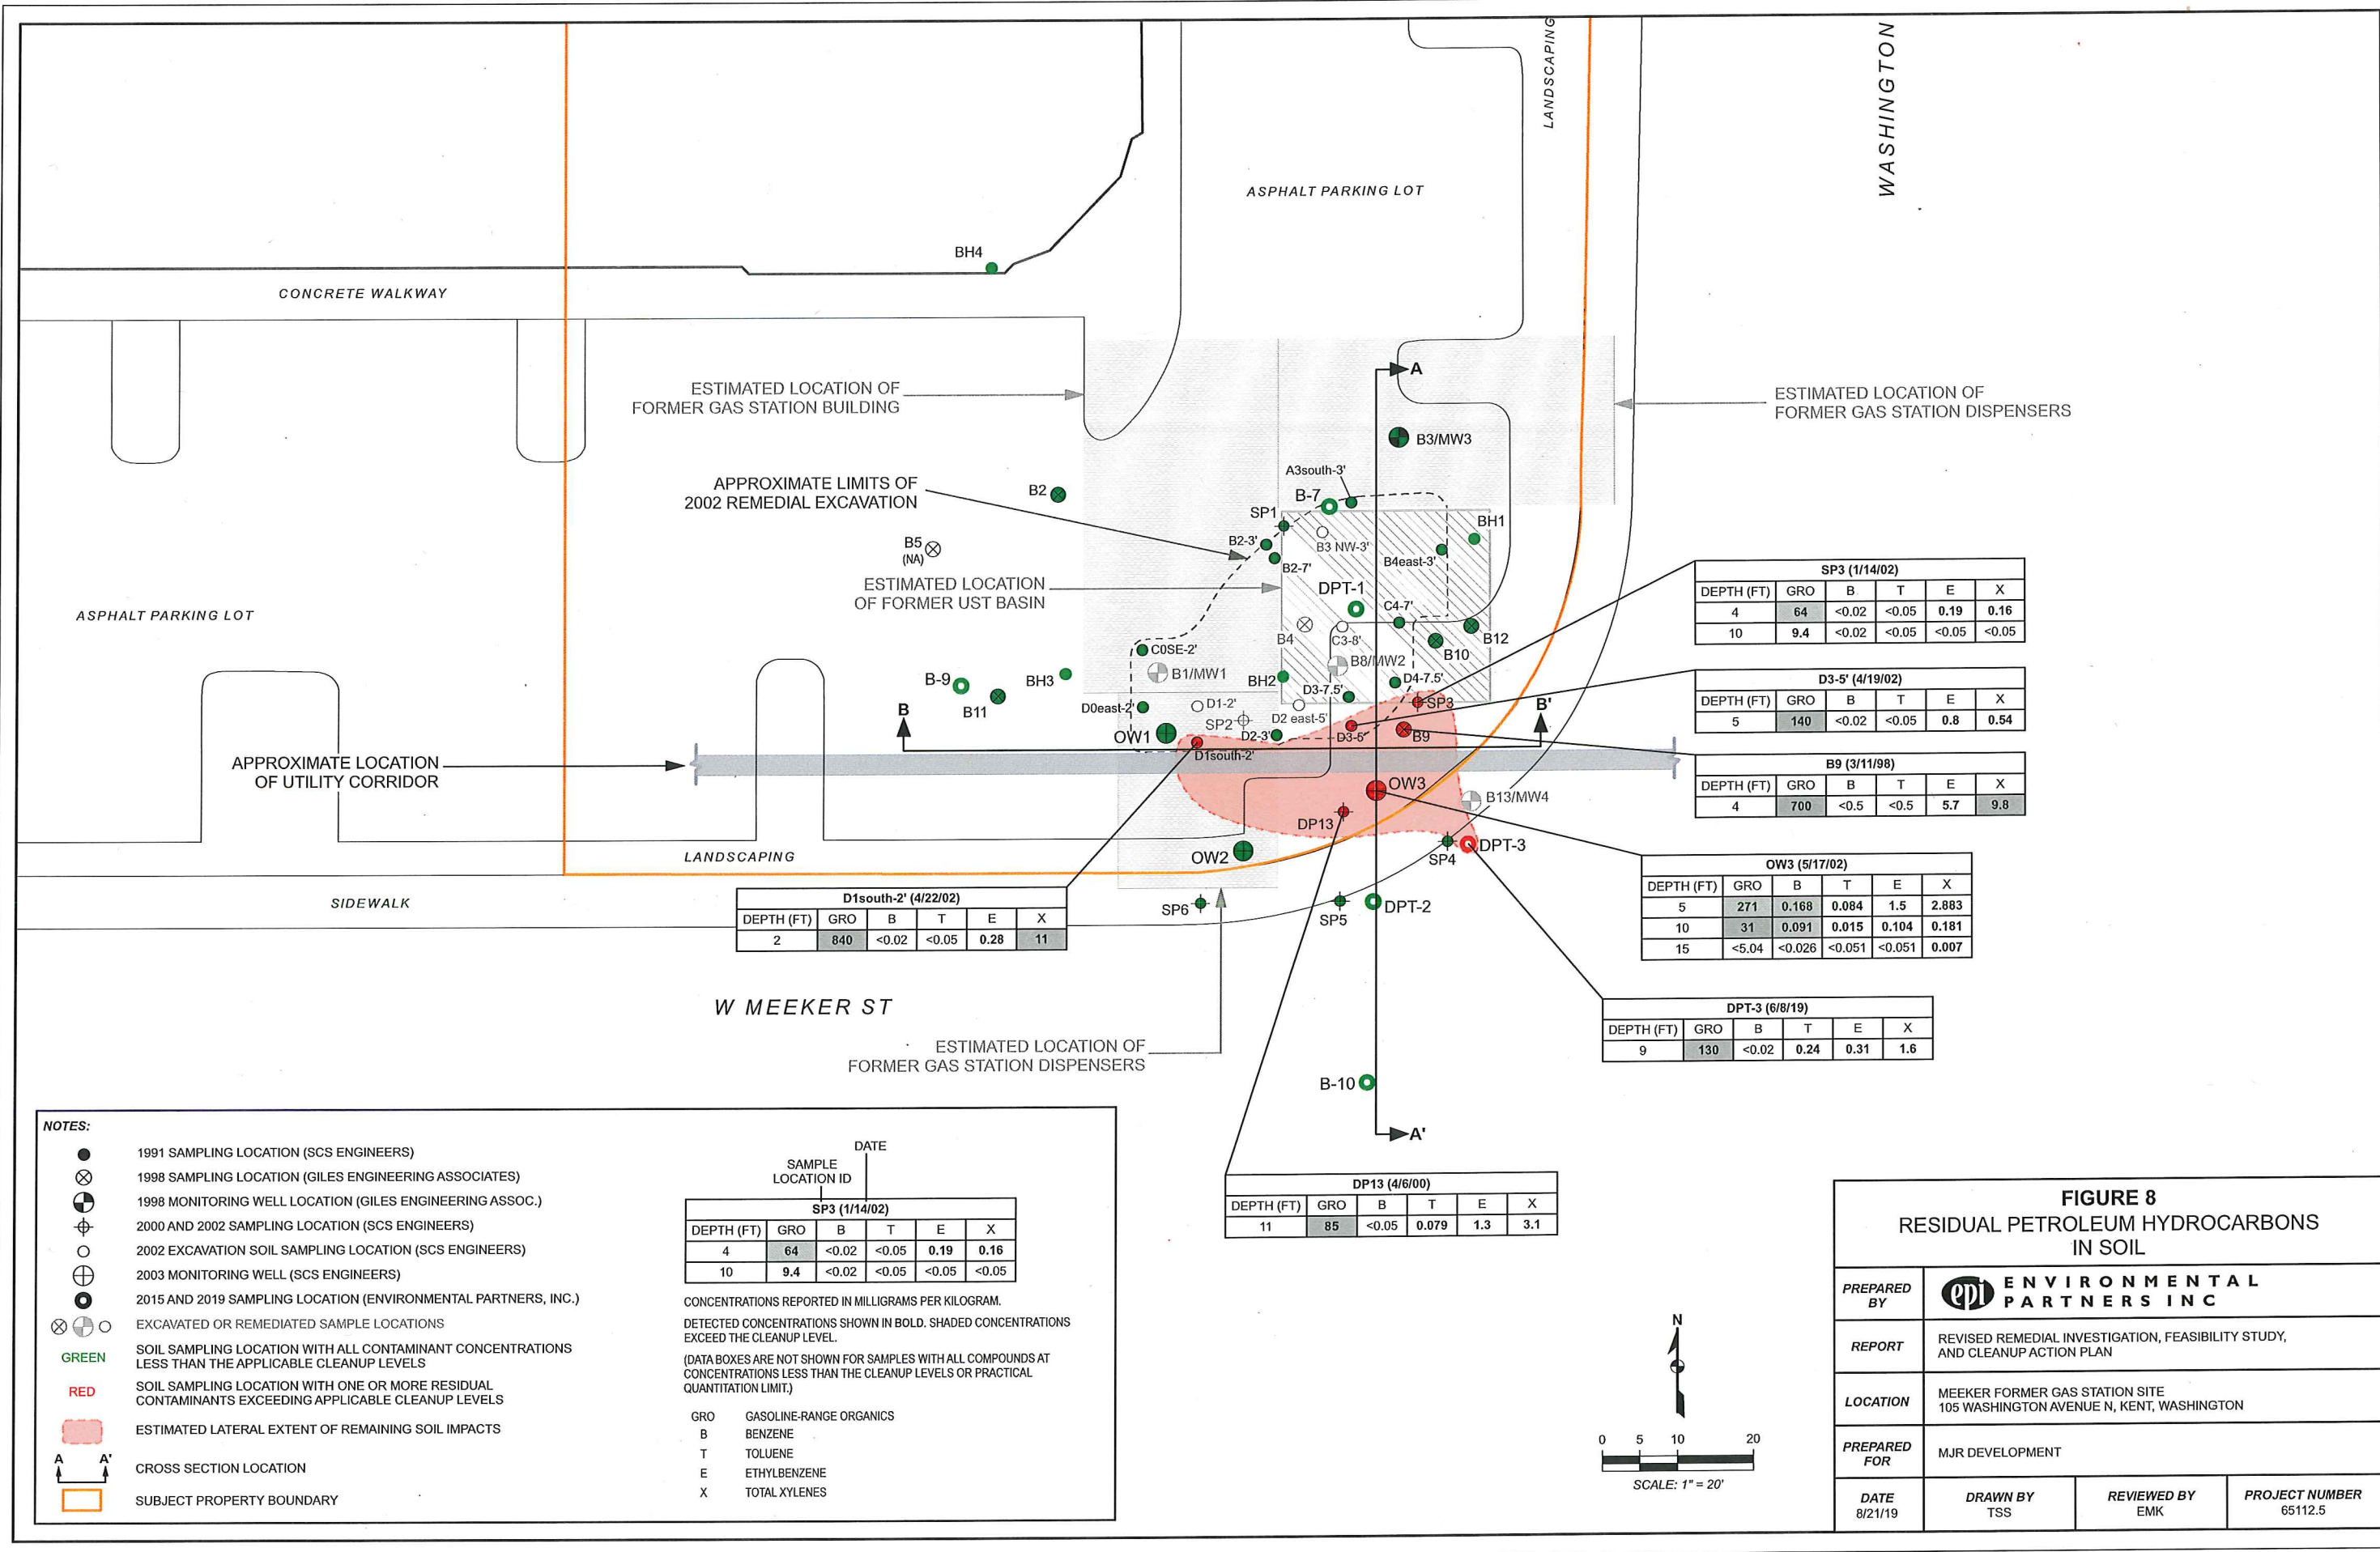 LANDSCAPING
WASHINGTON
ASPHALT PARKING LOT
BH4
CONCRETE WALKWAY
ESTIMATED LOCATION OF
FORMER GAS STATION BUILDING
A
ESTIMATED LOCATION OF
FORMER GAS STATION DISPENSERS
B3/MW3
APPROXIMATE LIMITS OF
2002 REMEDIAL EXCAVATION
B2
A3south-3'
B-7
SP1
BH1
B5
(NA)
B2-3'
B3 NW-3'
B4east-3'
B2-7'
ESTIMATED LOCATION
OF FORMER UST BASIN
DPT-1
C4-7'
ASPHALT PARKING LOT
B4
C3-8'
B12
B10
C0SE-2'
B1/MW1
B8/MW2
B-9
BH3
BH2
D3-7.5'
D4-7.5'
B11
D0east-2'
D1-2'
SP2
D2 east-5'
SP3
B
B'
OW1
D2-3'
D3-5'
B9
D1south-2'
APPROXIMATE LOCATION
OF UTILITY CORRIDOR
OW3
B13/MW4
DP13
LANDSCAPING
OW2
SP4
DPT-3
SIDEWALK
SP6
SP5
DPT-2
SP3 (1/14/02)
DEPTH (FT) GRO B T E X
4 64 <0.02 <0.05 0.19 0.16
10 9.4 <0.02 <0.05 <0.05 <0.05
D3-5' (4/19/02)
DEPTH (FT) GRO B T E X
5 140 <0.02 <0.05 0.8 0.54
B9 (3/11/98)
DEPTH (FT) GRO B T E X
4 700 <0.5 <0.5 5.7 9.8
OW3 (5/17/02)
DEPTH (FT) GRO B T E X
5 271 0.168 0.084 1.5 2.883
10 31 0.091 0.015 0.104 0.181
15 <5.04 <0.026 <0.051 <0.051 0.007
D1south-2' (4/22/02)
DEPTH (FT) GRO B T E X
2 840 <0.02 <0.05 0.28 11
DPT-3 (6/8/19)
DEPTH (FT) GRO B T E X
9 130 <0.02 0.24 0.31 1.6
W MEEKER ST
ESTIMATED LOCATION OF
FORMER GAS STATION DISPENSERS
B-10
A'
DP13 (4/6/00)
DEPTH (FT) GRO B T E X
11 85 <0.05 0.079 1.3 3.1
NOTES:
1991 SAMPLING LOCATION (SCS ENGINEERS)
1998 SAMPLING LOCATION (GILES ENGINEERING ASSOCIATES)
1998 MONITORING WELL LOCATION (GILES ENGINEERING ASSOC.)
2000 AND 2002 SAMPLING LOCATION (SCS ENGINEERS)
2002 EXCAVATION SOIL SAMPLING LOCATION (SCS ENGINEERS)
2003 MONITORING WELL (SCS ENGINEERS)
2015 AND 2019 SAMPLING LOCATION (ENVIRONMENTAL PARTNERS, INC.)
EXCAVATED OR REMEDIATED SAMPLE LOCATIONS
GREEN SOIL SAMPLING LOCATION WITH ALL CONTAMINANT CONCENTRATIONS
LESS THAN THE APPLICABLE CLEANUP LEVELS
RED SOIL SAMPLING LOCATION WITH ONE OR MORE RESIDUAL
CONTAMINANTS EXCEEDING APPLICABLE CLEANUP LEVELS
ESTIMATED LATERAL EXTENT OF REMAINING SOIL IMPACTS
A A'
CROSS SECTION LOCATION
SUBJECT PROPERTY BOUNDARY
DATE
SAMPLE
LOCATION ID
SP3 (1/14/02)
DEPTH (FT) GRO B T E X
4 64 <0.02 <0.05 0.19 0.16
10 9.4 <0.02 <0.05 <0.05 <0.05
CONCENTRATIONS REPORTED IN MILLIGRAMS PER KILOGRAM.
DETECTED CONCENTRATIONS SHOWN IN BOLD. SHADED CONCENTRATIONS
EXCEED THE CLEANUP LEVEL.
(DATA BOXES ARE NOT SHOWN FOR SAMPLES WITH ALL COMPOUNDS AT
CONCENTRATIONS LESS THAN THE CLEANUP LEVELS OR PRACTICAL
QUANTITATION LIMIT.)
GRO GASOLINE-RANGE ORGANICS
B BENZENE
T TOLUENE
E ETHYLBENZENE
X TOTAL XYLENES
N
0 5 10 20
SCALE: 1" = 20'
FIGURE 8
RESIDUAL PETROLEUM HYDROCARBONS
IN SOIL
PREPARED
BY
epi ENVIRONMENTAL
PARTNERS INC
REPORT
REVISED REMEDIAL INVESTIGATION, FEASIBILITY STUDY,
AND CLEANUP ACTION PLAN
LOCATION
MEEKER FORMER GAS STATION SITE
105 WASHINGTON AVENUE N, KENT, WASHINGTON
PREPARED
FOR
MJR DEVELOPMENT
DATE
8/21/19
DRAWN BY
TSS
REVIEWED BY
EMK
PROJECT NUMBER
65112.5